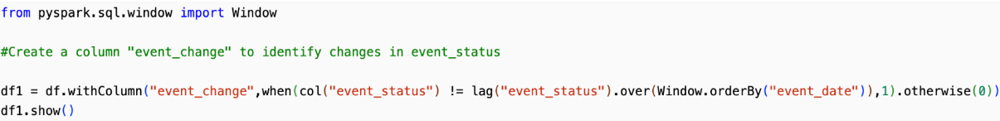 from pyspark.sql.window import Window
#Create a column "event_change" to identify changes in event_status
df1 = df.withColumn("event_change",when(col("event_status") != lag("event_status").over(Window.orderBy("event_date")),1).otherwise(0))
df1.show()